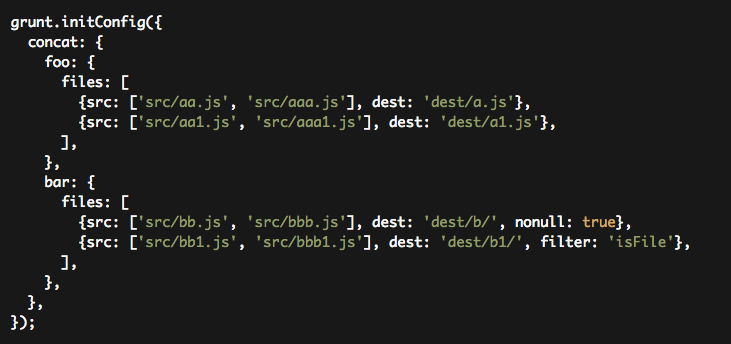 grunt.initConfig({
  concat: {
    foo: {
      files: [
        {src: ['src/aa.js', 'src/aaa.js'], dest: 'dest/a.js'},
        {src: ['src/aa1.js', 'src/aaa1.js'], dest: 'dest/a1.js'},
      ],
    },
    bar: {
      files: [
        {src: ['src/bb.js', 'src/bbb.js'], dest: 'dest/b/', nonull: true},
        {src: ['src/bb1.js', 'src/bbb1.js'], dest: 'dest/b1/', filter: 'isFile'},
      ],
    },
  },
});